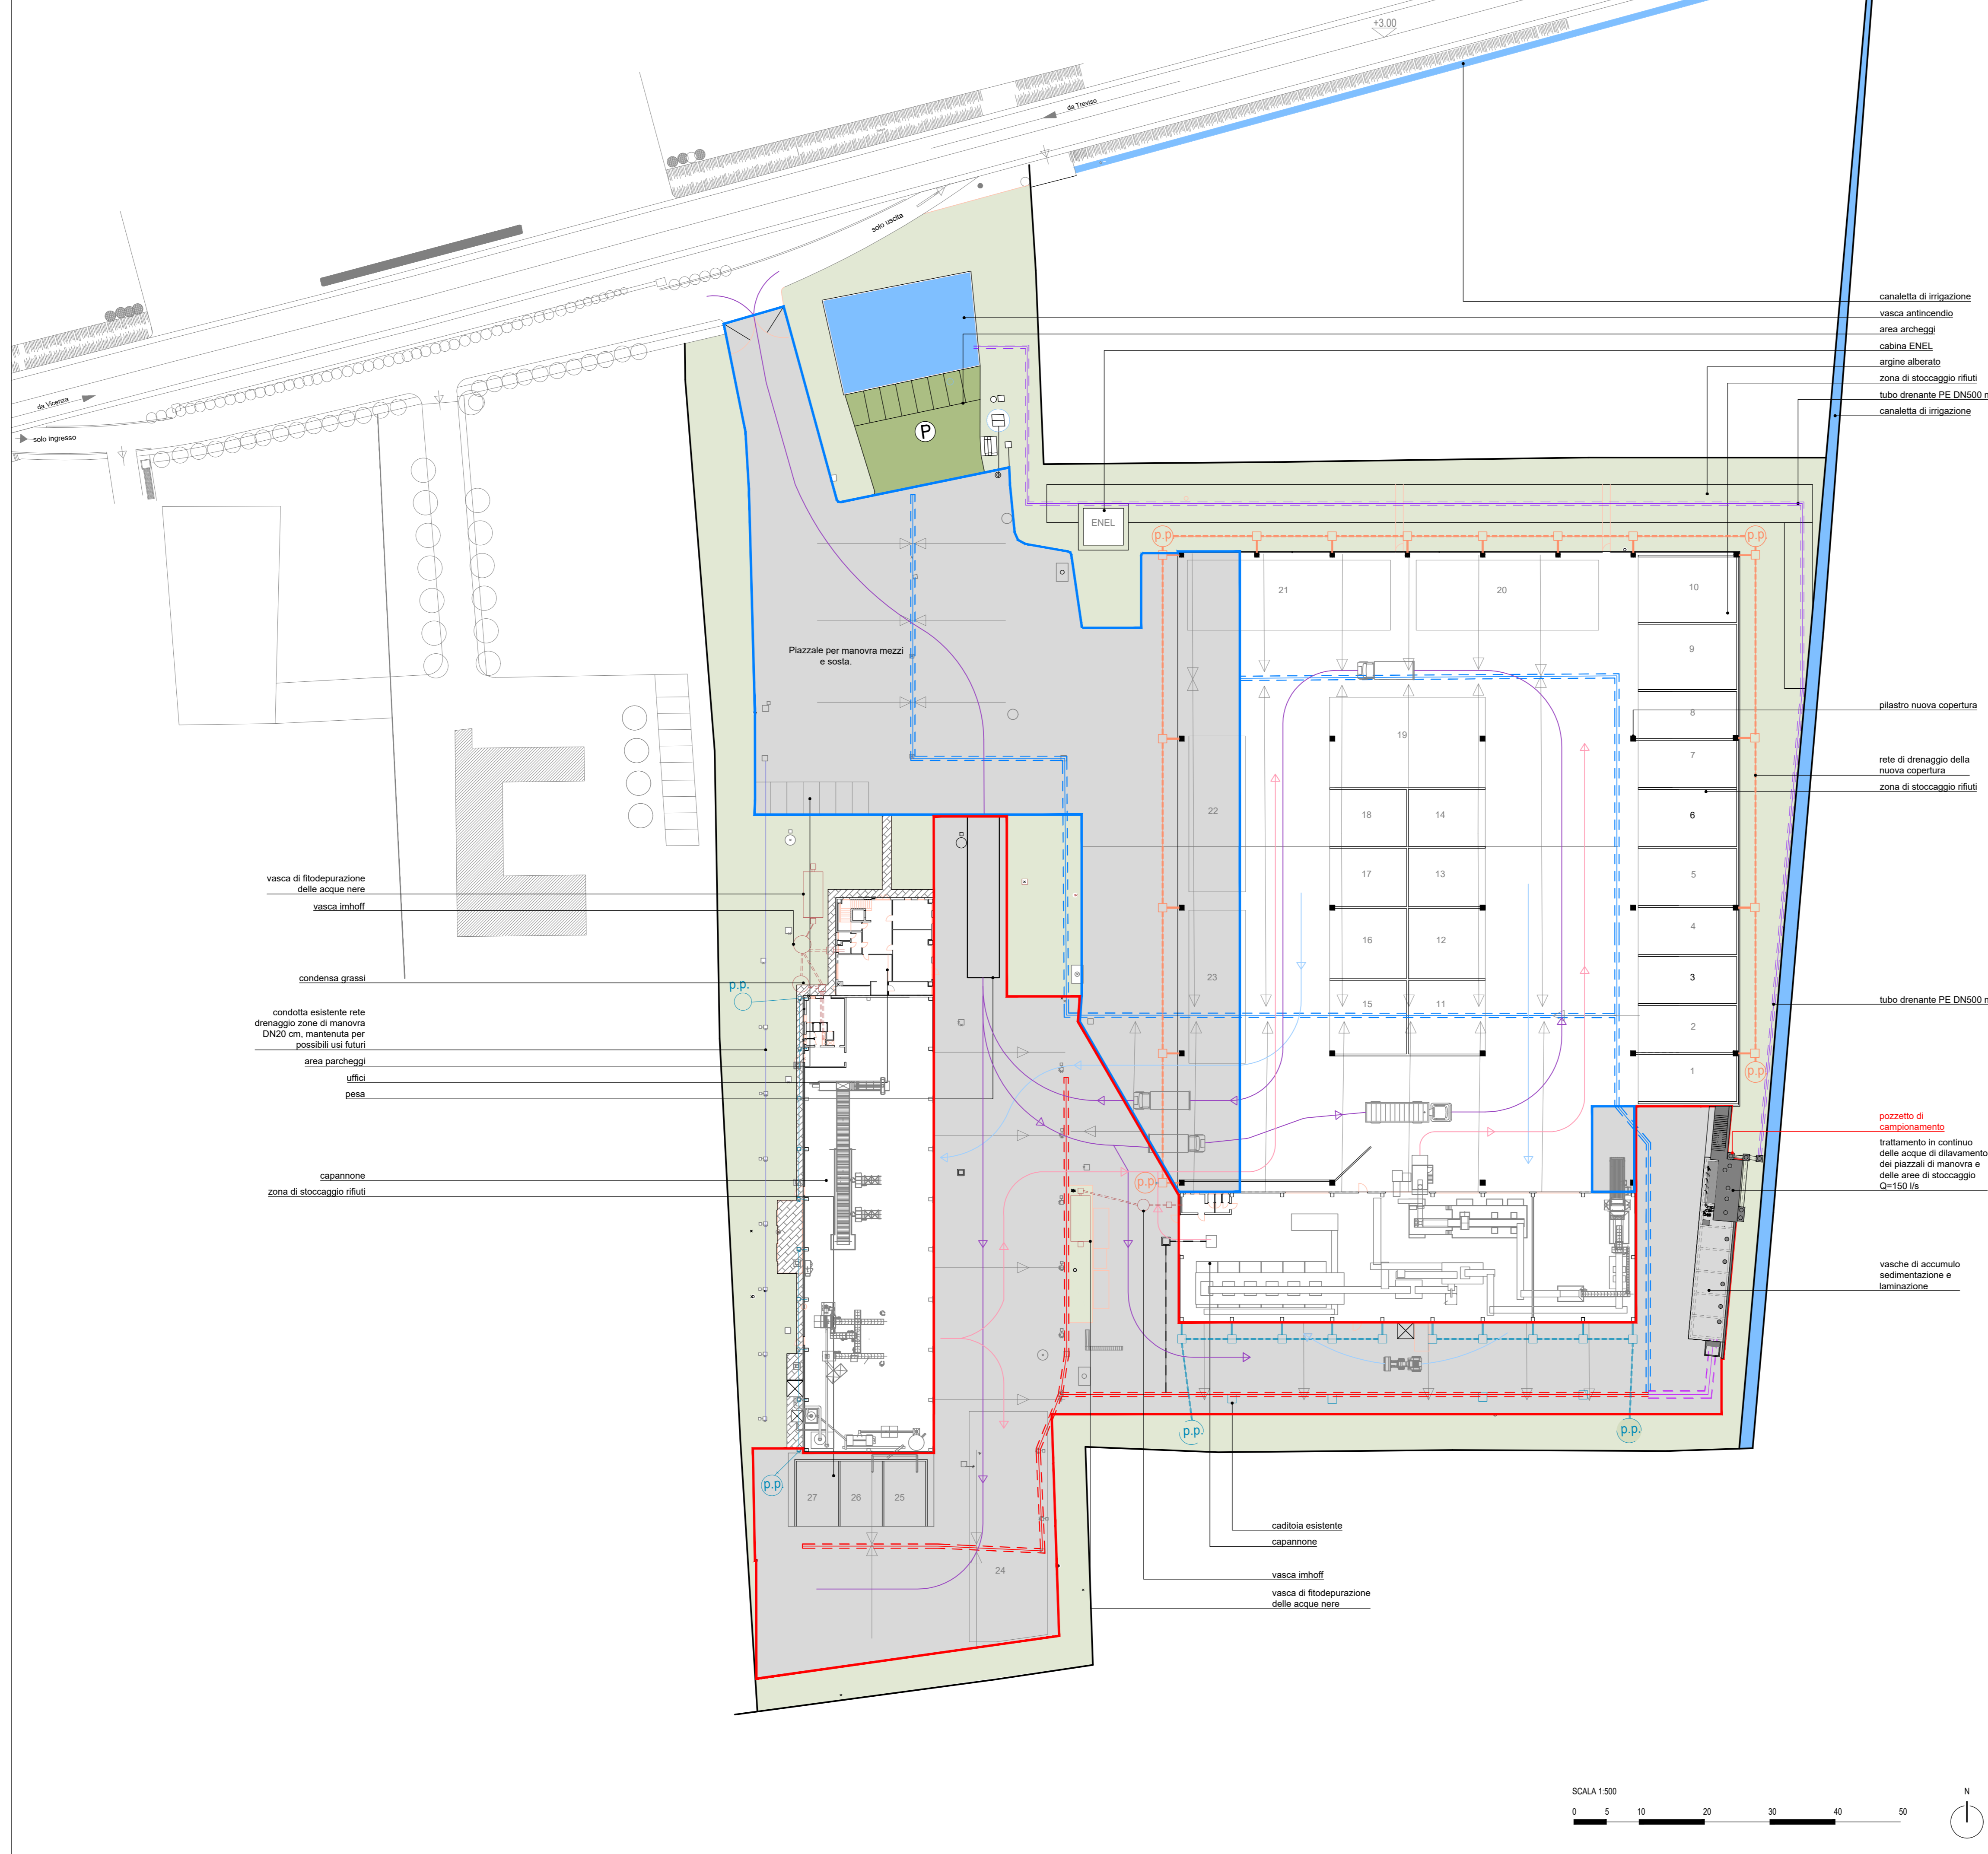 +3.00
da Treviso
solo uscita
da Vicenza
solo ingresso
canaletta di irrigazione
vasca antincendio
area archeggi
cabina ENEL
argine alberato
zona di stoccaggio rifiuti
tubo drenante PE DN500
canaletta di irrigazione
P
ENEL
p.p.
p.p.
21
20
10
9
8
7
6
5
4
3
2
1
Piazzale per manovra mezzi
e sosta.
19
22
18
14
17
13
16
12
23
15
11
pilastro nuova copertura
rete di drenaggio della
nuova copertura
zona di stoccaggio rifiuti
tubo drenante PE DN500
p.p.
p.p.
pozzetto di
campionamento
trattamento in continuo
delle acque di dilavamento
dei piazzali di manovra e
delle aree di stoccaggio
Q=150 l/s
vasche di accumulo
sedimentazione e
laminazione
vasca di fitodepurazione
delle acque nere
vasca imhoff
condensa grassi
p.p.
condotta esistente rete
drenaggio zone di manovra
DN20 cm, mantenuta per
possibili usi futuri
area parcheggi
uffici
pesa
capannone
zona di stoccaggio rifiuti
p.p.
p.p.
p.p.
27
26
25
24
caditoia esistente
capannone
vasca imhoff
vasca di fitodepurazione
delle acque nere
SCALA 1:500
0 5 10 20 30 40 50
N